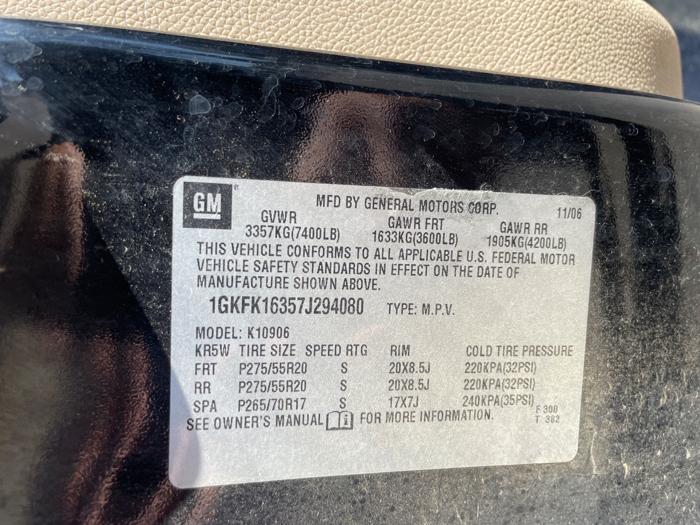 GM MFD BY GENERAL MOTORS CORP. 11/06
GVWR GAWR FRT GAWR RR
3357KG(7400LB) 1633KG(3600LB) 1905KG(4200LB)
THIS VEHICLE CONFORMS TO ALL APPLICABLE U.S. FEDERAL MOTOR
VEHICLE SAFETY STANDARDS IN EFFECT ON THE DATE OF
MANUFACTURE SHOWN ABOVE.
1GKFK16357J294080 TYPE: M.P.V.
MODEL: K10906
KR5W TIRE SIZE SPEED RTG RIM COLD TIRE PRESSURE
FRT P275/55R20 S 20X8.5J 220KPA(32PSI)
RR P275/55R20 S 20X8.5J 220KPA(32PSI)
SPA P265/70R17 S 17X7J 240KPA(35PSI)
SEE OWNER'S MANUAL FOR MORE INFORMATION.
F 300
T 362